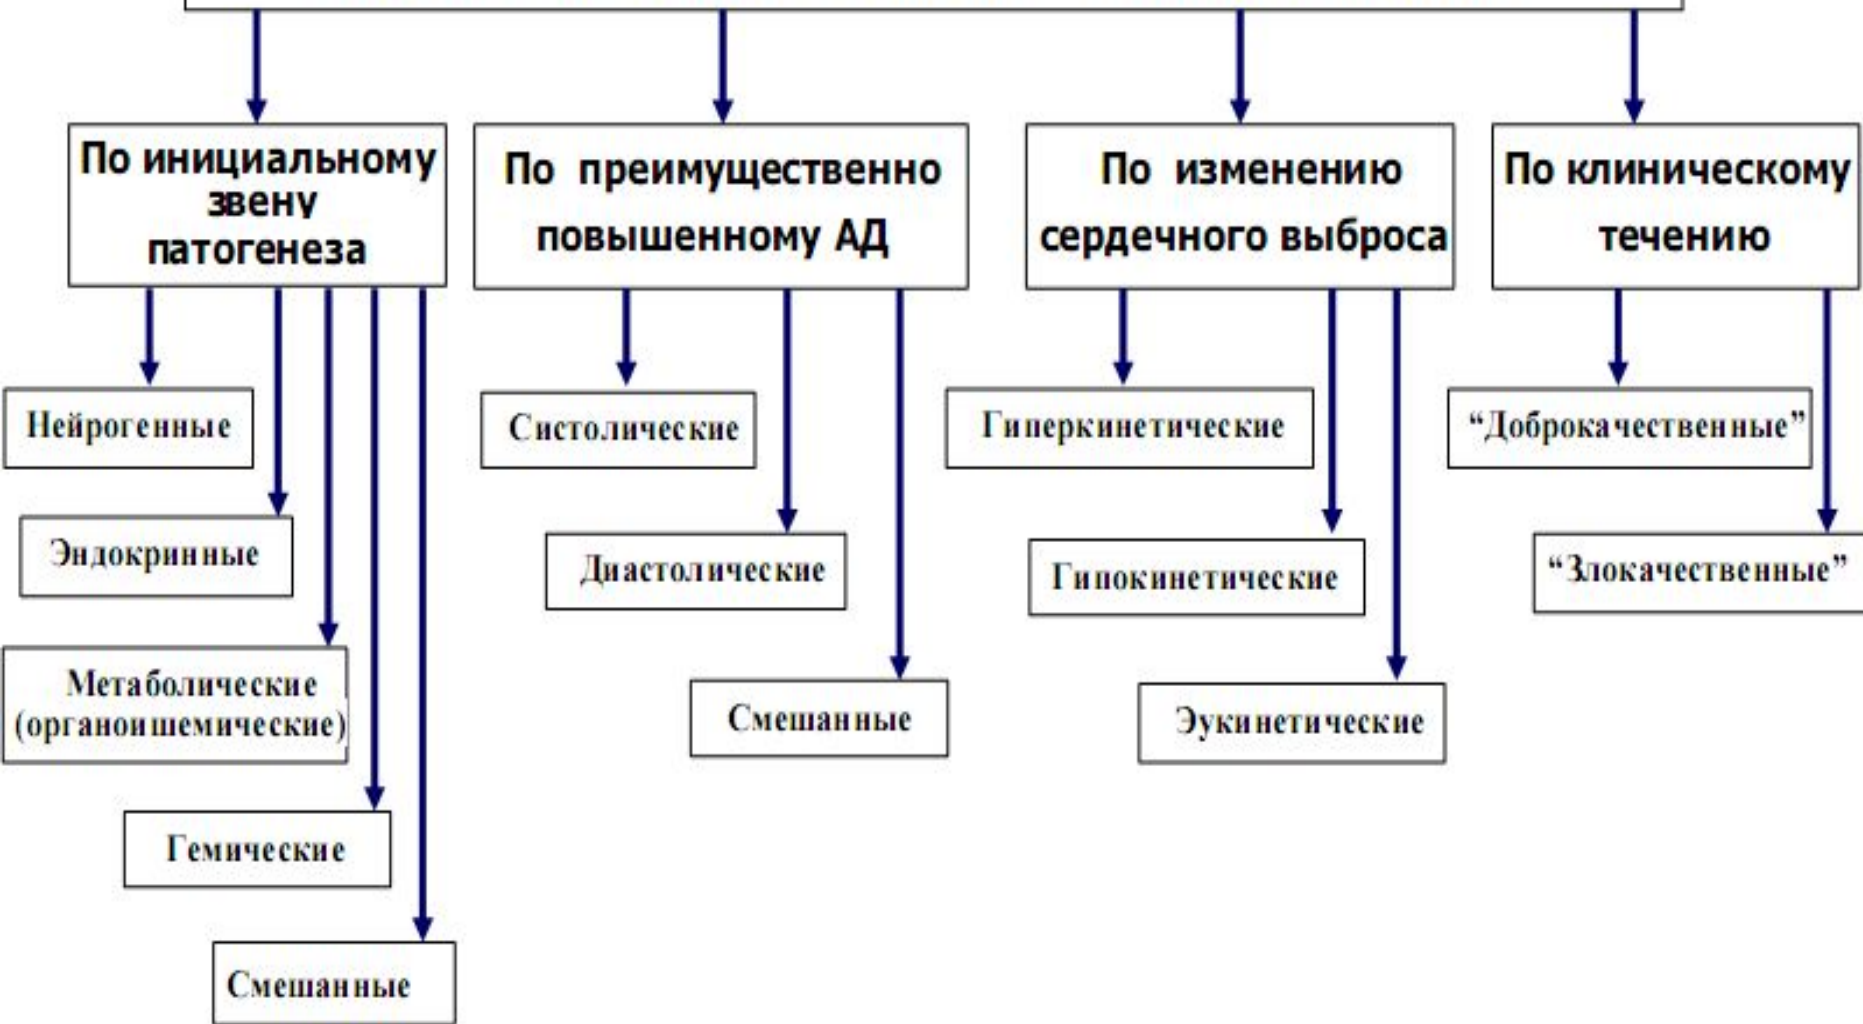 По инициальному
звену
патогенеза
По преимущественно
повышенному АД
По изменению
сердечного выброса
По клиническому
течению
Нейрогенные
Эндокринные
Метаболические
(органоишемические)
Гемические
Смешанные
Систолические
Диастолические
Смешанные
Гиперкинетические
Гипокинетические
Эукинетические
“Доброкачественные”
“Злокачественные”